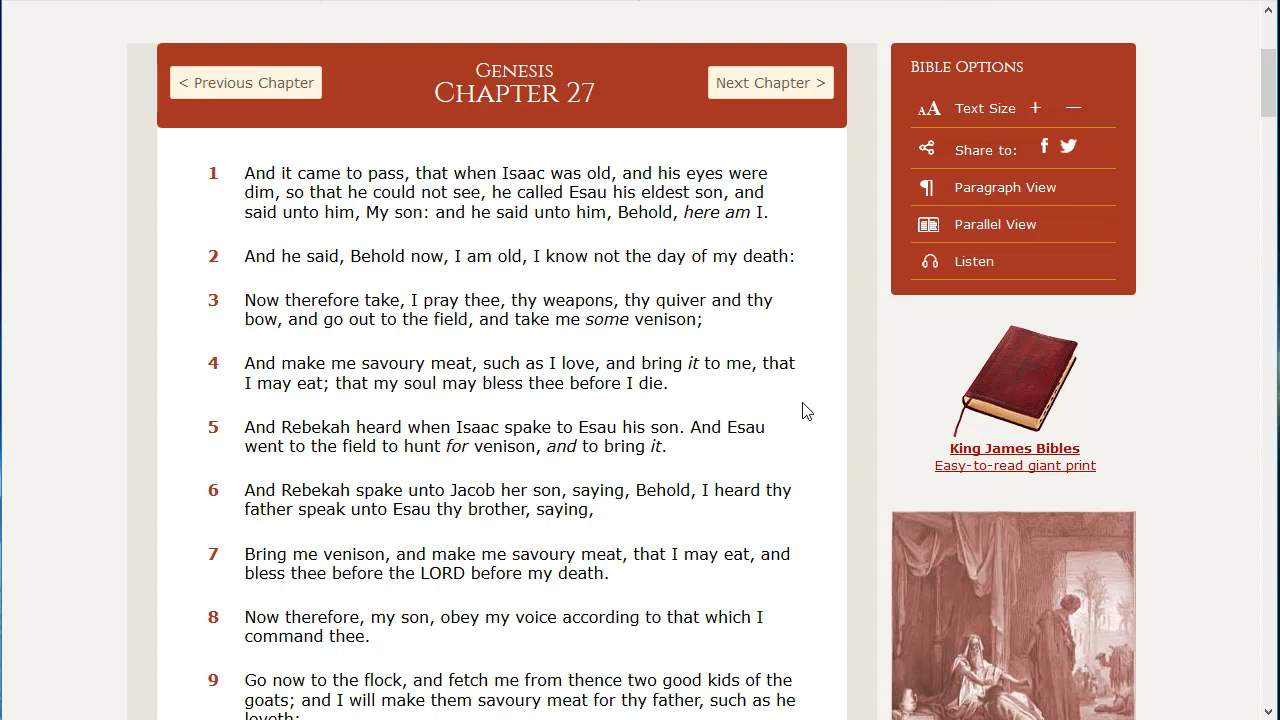 < Previous Chapter
Genesis
Chapter 27
Next Chapter >
1 And it came to pass, that when Isaac was old, and his eyes were
dim, so that he could not see, he called Esau his eldest son, and
said unto him, My son: and he said unto him, Behold, here am I.
2 And he said, Behold now, I am old, I know not the day of my death:
3 Now therefore take, I pray thee, thy weapons, thy quiver and thy
bow, and go out to the field, and take me some venison;
4 And make me savoury meat, such as I love, and bring it to me, that
I may eat; that my soul may bless thee before I die.
5 And Rebekah heard when Isaac spake to Esau his son. And Esau
went to the field to hunt for venison, and to bring it.
6 And Rebekah spake unto Jacob her son, saying, Behold, I heard thy
father speak unto Esau thy brother, saying,
7 Bring me venison, and make me savoury meat, that I may eat, and
bless thee before the LORD before my death.
8 Now therefore, my son, obey my voice according to that which I
command thee.
9 Go now to the flock, and fetch me from thence two good kids of the
goats; and I will make them savoury meat for thy father, such as he
loveth:
Bible Options
AA Text Size + —
Share to: f
¶ Paragraph View
Parallel View
Listen
King James Bibles
Easy-to-read giant print